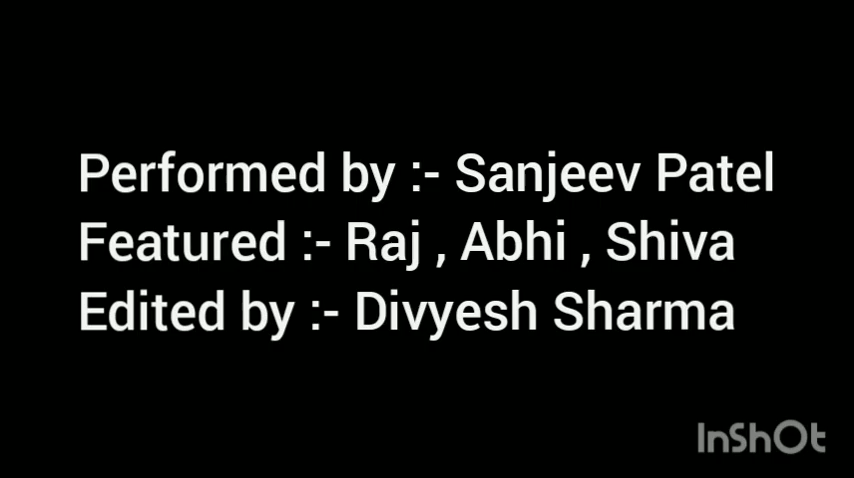 Performed by :- Sanjeev Patel
Featured :- Raj , Abhi , Shiva
Edited by :- Divyesh Sharma
InShOt